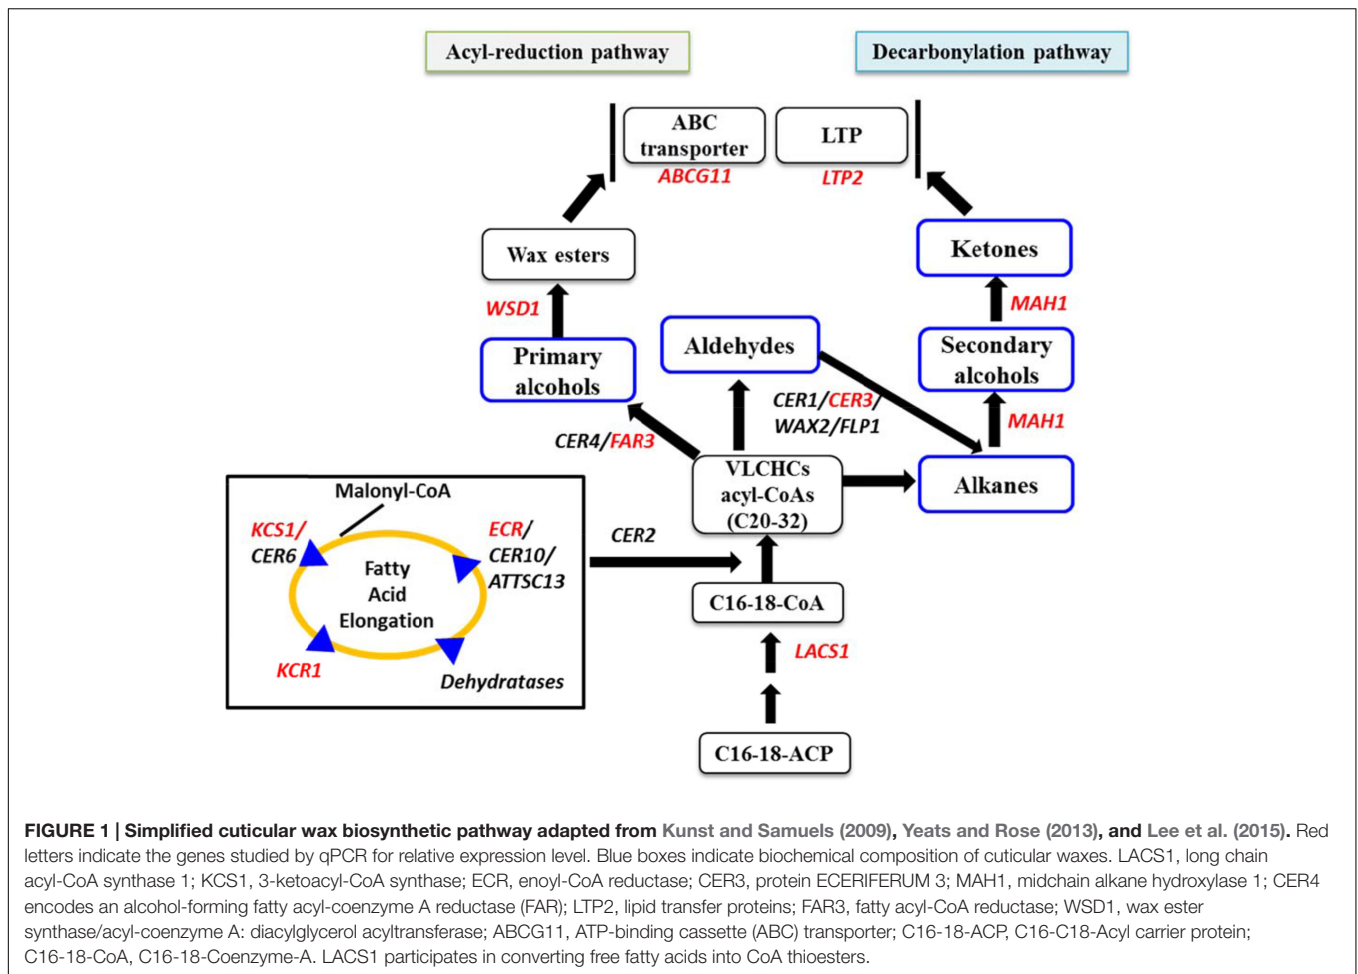 Acyl-reduction pathway
Decarbonylation pathway
ABC
transporter
LTP
ABCG11
LTP2
Wax esters
Ketones
WSD1
MAH1
Primary
alcohols
Aldehydes
Secondary
alcohols
CER1/CER3/
WAX2/FLP1
MAH1
CER4/FAR3
VLCHCs
acyl-CoAs
(C20-32)
Alkanes
Malonyl-CoA
KCS1/
CER6
ECR/
CER10/
ATTSC13
Fatty
Acid
Elongation
CER2
C16-18-CoA
KCR1
Dehydratases
LACS1
C16-18-ACP
FIGURE 1 | Simplified cuticular wax biosynthetic pathway adapted from Kunst and Samuels (2009), Yeats and Rose (2013), and Lee et al. (2015). Red
letters indicate the genes studied by qPCR for relative expression level. Blue boxes indicate biochemical composition of cuticular waxes. LACS1, long chain
acyl-CoA synthase 1; KCS1, 3-ketoacyl-CoA synthase; ECR, enoyl-CoA reductase; CER3, protein ECERIFERUM 3; MAH1, midchain alkane hydroxylase 1; CER4
encodes an alcohol-forming fatty acyl-coenzyme A reductase (FAR); LTP2, lipid transfer proteins; FAR3, fatty acyl-CoA reductase; WSD1, wax ester
synthase/acyl-coenzyme A: diacylglycerol acyltransferase; ABCG11, ATP-binding cassette (ABC) transporter; C16-18-ACP, C16-C18-Acyl carrier protein;
C16-18-CoA, C16-18-Coenzyme-A. LACS1 participates in converting free fatty acids into CoA thioesters.